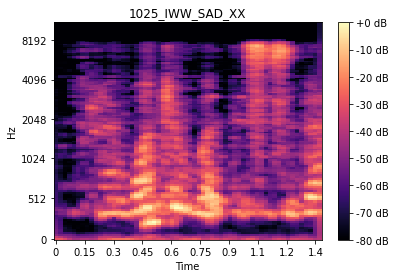 1025_IWW_SAD_XX
+0 dB
8192
-10 dB
4096
-20 dB
-30 dB
2048
Hz
-40 dB
1024
-50 dB
512
-60 dB
-70 dB
0
-80 dB
0 0.15 0.3 0.45 0.6 0.75 0.9 1.1 1.2 1.4
Time